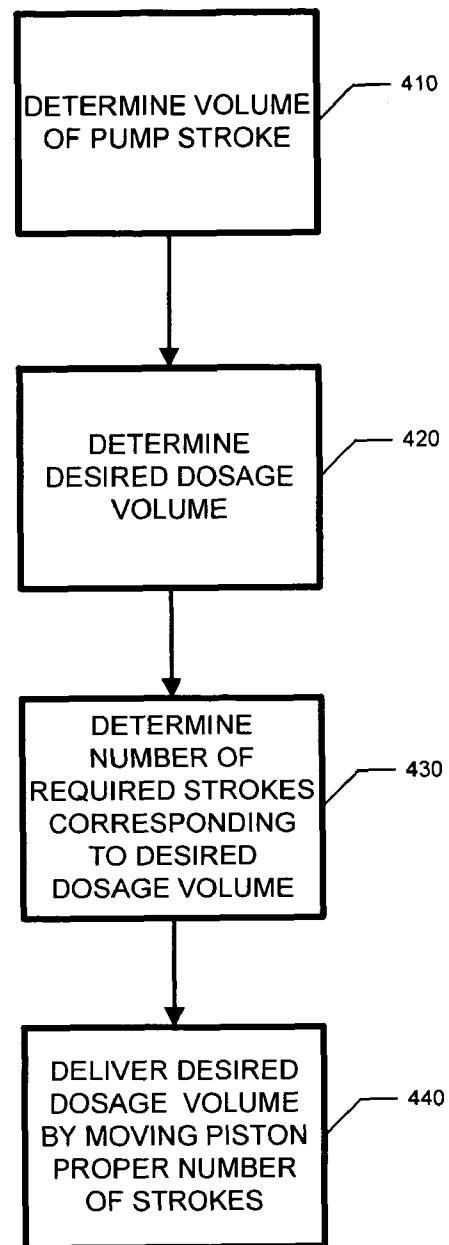 DETERMINE VOLUME
OF PUMP STROKE
410
DETERMINE
DESIRED DOSAGE
VOLUME
420
DETERMINE
NUMBER OF
REQUIRED STROKES
CORRESPONDING
TO DESIRED
DOSAGE VOLUME
430
DELIVER DESIRED
DOSAGE VOLUME
BY MOVING PISTON
PROPER NUMBER
OF STROKES
440